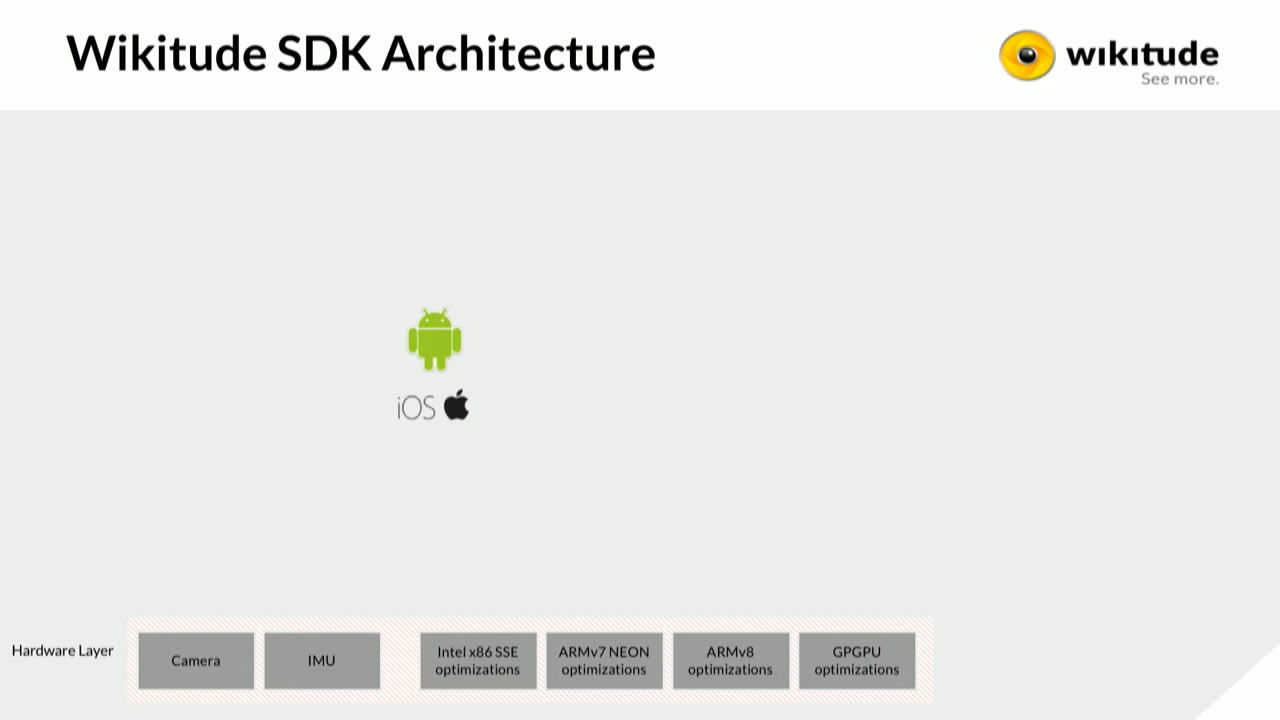 Wikitude SDK Architecture
wikitude
See more.
iOS
Hardware Layer
Camera
IMU
Intel x86 SSE
optimizations
ARMv7 NEON
optimizations
ARMv8
optimizations
GPGPU
optimizations